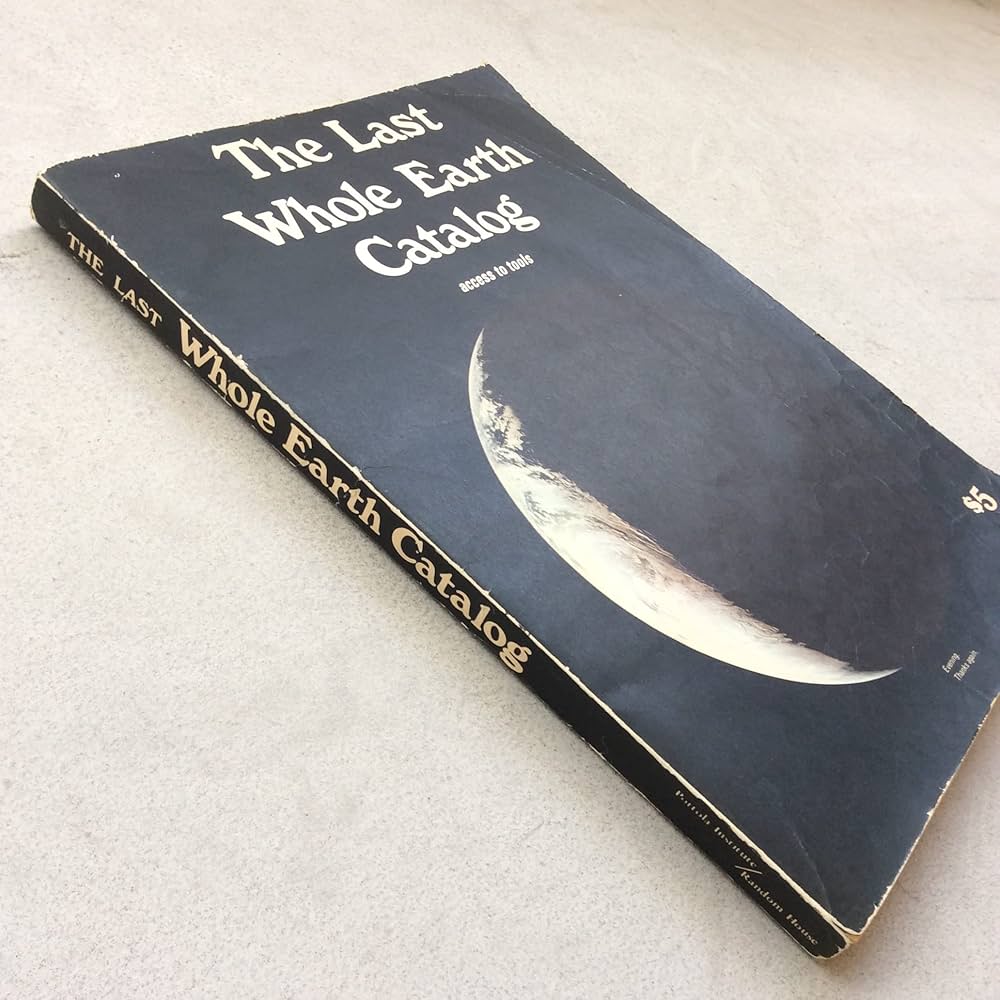 The Last
Whole Earth
Catalog
access to tools
$5
Evening.
Thanks again.
THE LAST Whole Earth Catalog
Portola Institute / Random House